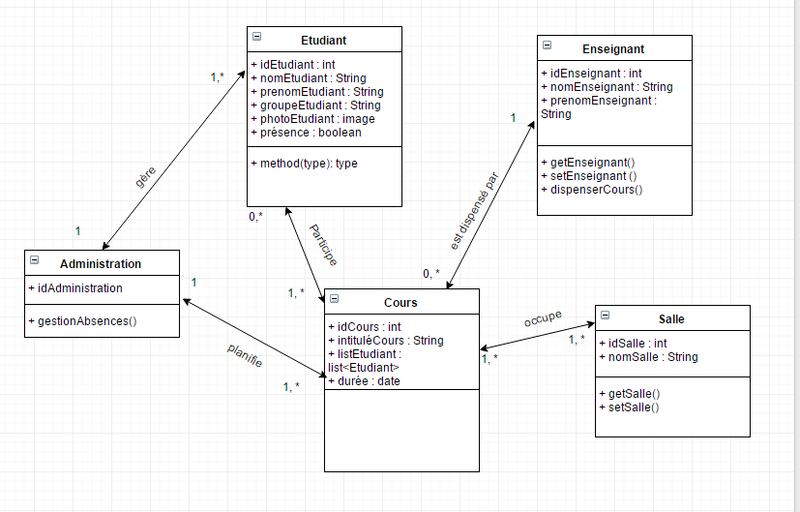 Etudiant
+ idEtudiant : int
+ nomEtudiant : String
+ prenomEtudiant : String
+ groupeEtudiant : String
+ photoEtudiant : image
+ présence : boolean
+ method(type): type
Enseignant
+ idEnseignant : int
+ nomEnseignant : String
+ prenomEnseignant :
String
+ getEnseignant()
+ setEnseignant ()
+ dispenserCours()
1,*
gère
1
0,*
Participe
1, *
1
est dispensé par
0, *
Administration
+ idAdministration
+ gestionAbsences()
1
planifie
1, *
Cours
+ idCours : int
+ intituléCours : String
+ listEtudiant :
list<Etudiant>
+ durée : date
occupe
1, *
1, *
Salle
+ idSalle : int
+ nomSalle : String
+ getSalle()
+ setSalle()